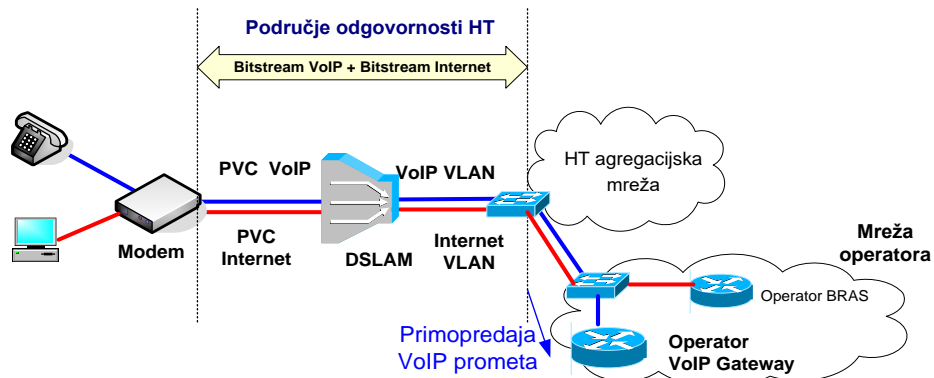 Područje odgovornosti HT
Bitstream VoIP + Bitstream Internet
HT agregacijska
mreža
PVC VoIP
VoIP VLAN
Modem
PVC
Internet
DSLAM
Internet
VLAN
Mreža
operatora
Operator BRAS
Primopredaja
VoIP prometa
Operator
VoIP Gateway